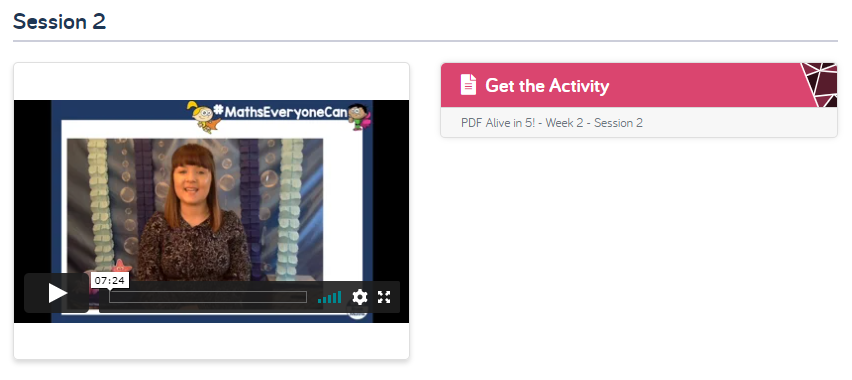 Session 2
#MathsEveryoneCan
07:24
Get the Activity
PDF Alive in 5! - Week 2 - Session 2